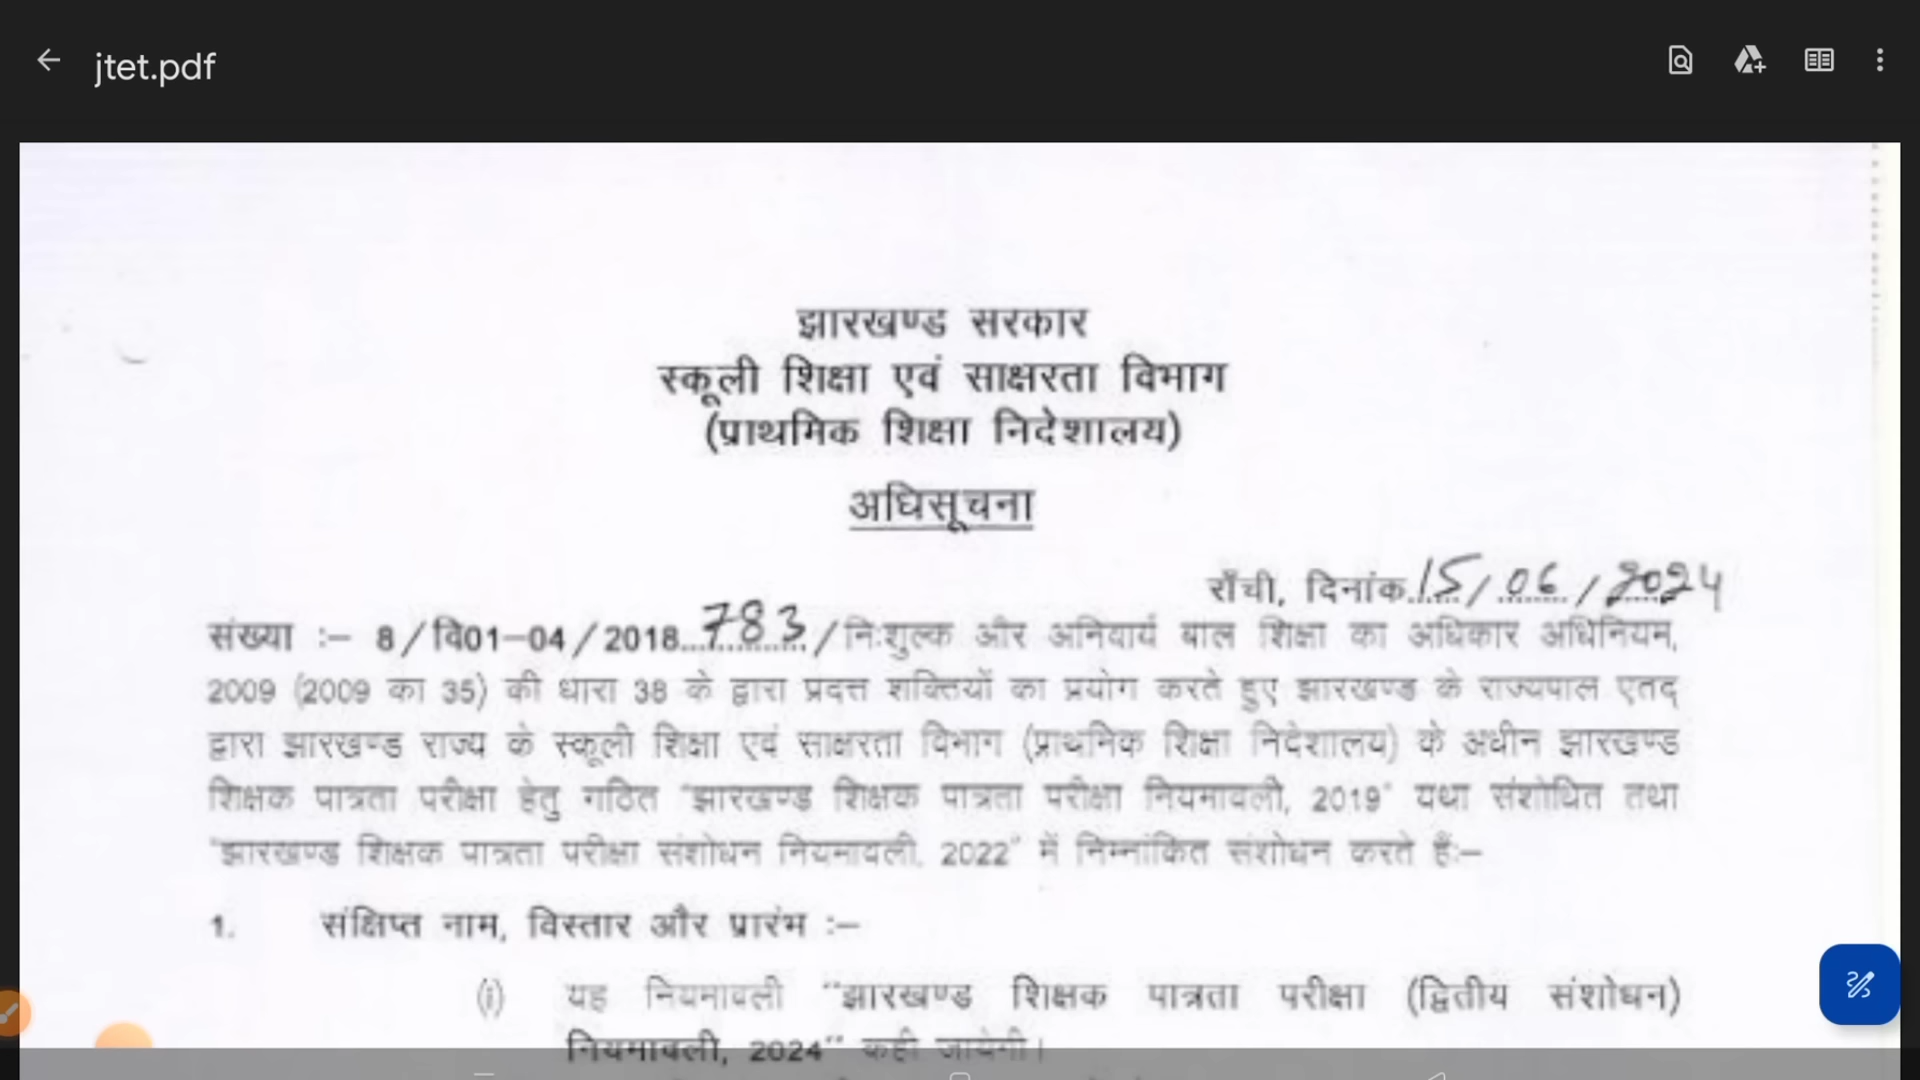 jtet.pdf
झारखण्ड सरकार
स्कूली शिक्षा एवं साक्षरता विभाग
(प्राथमिक शिक्षा निदेशालय)
अधिसूचना
राँची, दिनांक..15/.06./2024
संख्या :– 8/वि01–04/2018..783../निःशुल्क और अनिवार्य बाल शिक्षा का अधिकार अधिनियम,
2009 (2009 का 35) की धारा 38 के द्वारा प्रदत्त शक्तियों का प्रयोग करते हुए झारखण्ड के राज्यपाल एतद्
द्वारा झारखण्ड राज्य के स्कूली शिक्षा एवं साक्षरता विभाग (प्राथमिक शिक्षा निदेशालय) के अधीन झारखण्ड
शिक्षक पात्रता परीक्षा हेतु गठित "झारखण्ड शिक्षक पात्रता परीक्षा नियमावली, 2019" यथा संशोधित तथा
"झारखण्ड शिक्षक पात्रता परीक्षा संशोधन नियमावली, 2022" में निम्नांकित संशोधन करते हैं:–
1. संक्षिप्त नाम, विस्तार और प्रारंभ :–
(i) यह नियमावली "झारखण्ड शिक्षक पात्रता परीक्षा (द्वितीय संशोधन)
नियमावली, 2024" कही जायेगी।